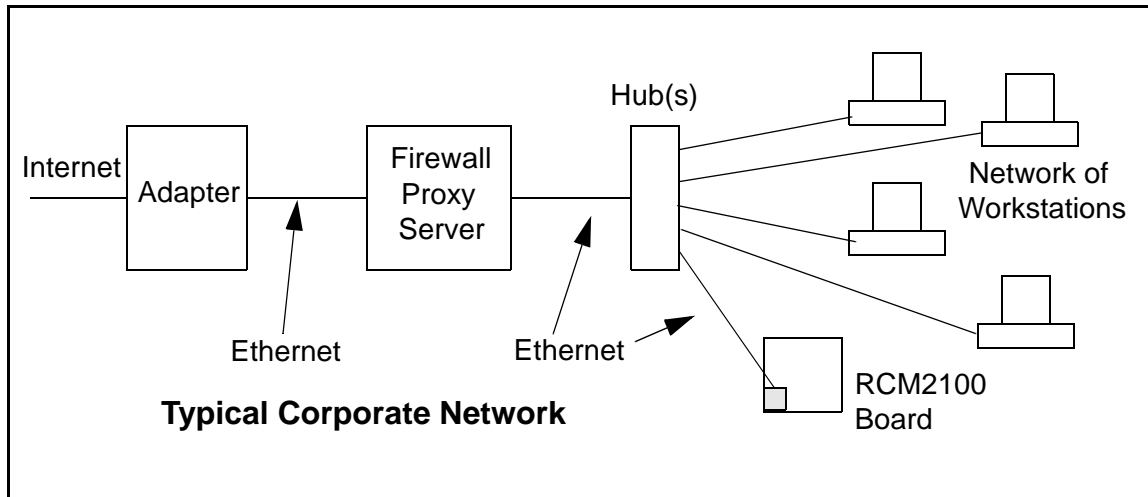 Hub(s)
Internet
Adapter
Firewall
Proxy
Server
Network of
Workstations
Ethernet
Ethernet
RCM2100
Board
Typical Corporate Network